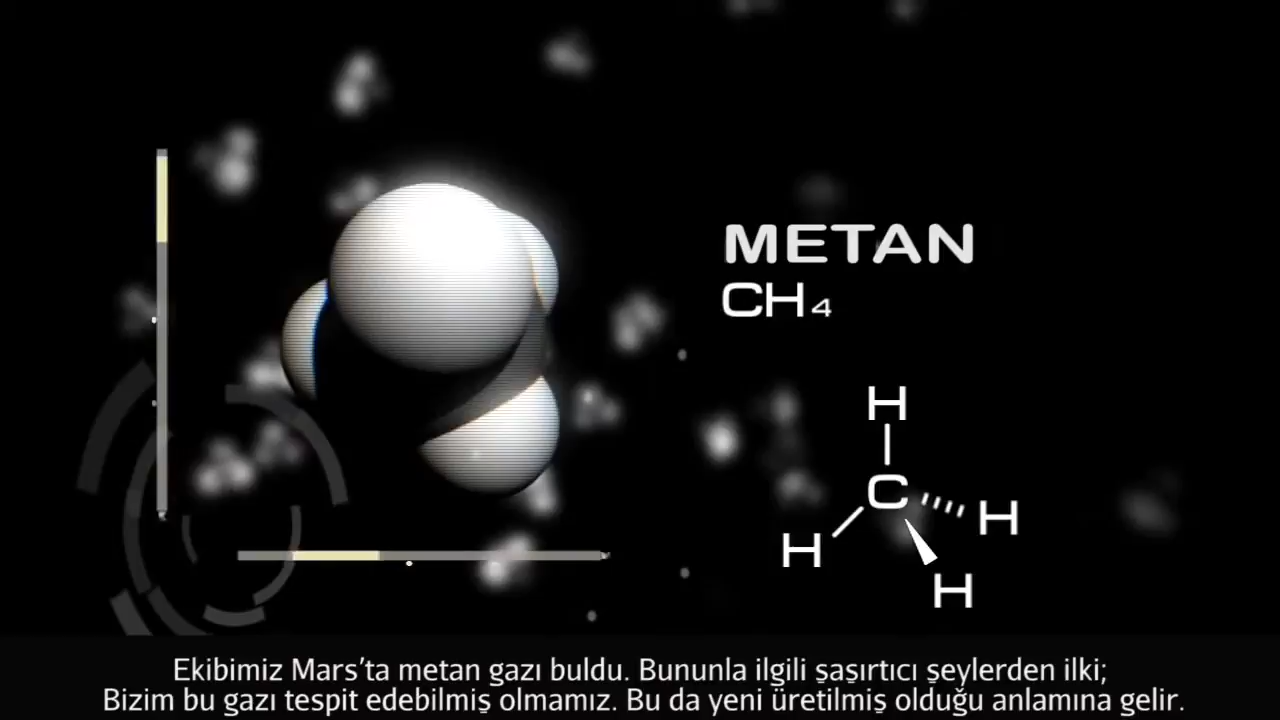 METAN
CH₄
H
C
H
H
H
Ekibimiz Mars'ta metan gazı buldu. Bununla ilgili şaşırtıcı şeylerden ilki;
Bizim bu gazı tespit edebilmiş olmamız. Bu da yeni üretilmiş olduğu anlamına gelir.